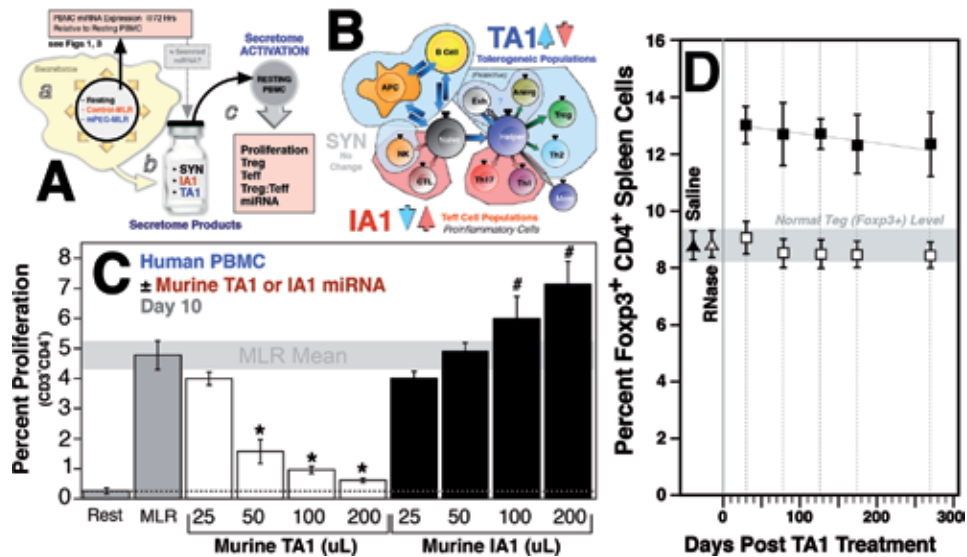 PBMC miRNA Expression @72 Hrs
Relative to Resting PBMC
see Figs 1, 3
Secretome
a
• Resting
• Control-MLR
• mPEG-MLR
± Secreted
miRNA?
b
• SYN
• IA1
• TA1
Secretome Products
A
Secretome
ACTIVATION
RESTING
PBMC
c
Proliferation
Treg
Teff
Treg:Teff
miRNA
B
TA1
Tolerogeneic Populations
B Cell
APC
(Proactive)
Anerg
Treg
Th2
Th1
Th17
CTL
NK
SYN
No
Change
IA1
Teff Cell Populations
Proinflammatory Cells
C
Human PBMC
± Murine TA1 or IA1 miRNA
Day 10
MLR Mean
Percent Proliferation
(CD3+CD4+)
8
7
6
5
4
3
2
1
0
* * * # #
Rest MLR 25 50 100 200 25 50 100 200
Murine TA1 (uL) Murine IA1 (uL)
D
Percent Foxp3+ CD4+ Spleen Cells
16
14
12
10
8
6
4
2
0
Saline
RNase
Normal Teg (Foxp3+) Level
0 100 200 300
Days Post TA1 Treatment